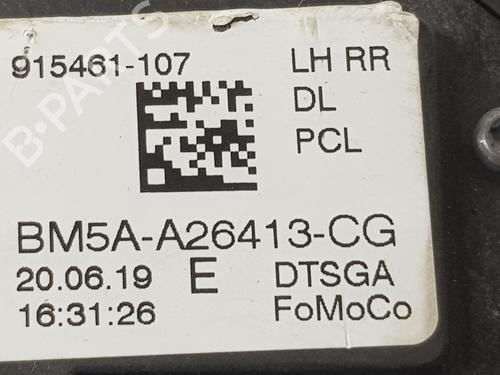 915461-107
LH RR
DL
PCL
BM5A-A26413-CG
20.06.19 E DTSGA
16:31:26 FoMoCo
B-PARTS